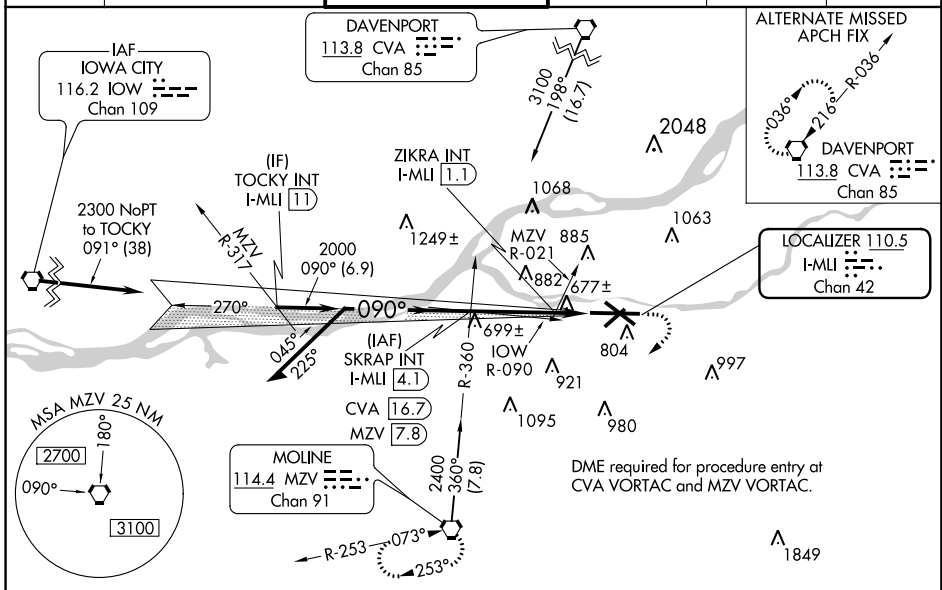 IAF
IOWA CITY
116.2 IOW
Chan 109
DAVENPORT
113.8 CVA
Chan 85
3100
198°
(16.7)
ALTERNATE MISSED
APCH FIX
R-036
036°
216°
DAVENPORT
113.8 CVA
Chan 85
2048
(IF)
TOCKY INT
I-MLI 11
ZIKRA INT
I-MLI 1.1
1068
1063
2300 NoPT
to TOCKY
091° (38)
MZV
R-317
1249±
MZV
R-021
885
2000
090° (6.9)
882
677±
LOCALIZER 110.5
I-MLI
Chan 42
270°
090°
045°
225°
(IAF)
SKRAP INT
I-MLI 4.1
CVA 16.7
MZV 7.8
699±
IOW
R-090
R-360
804
921
997
1095
980
MSA MZV 25 NM
2700
180°
090°
3100
MOLINE
114.4 MZV
Chan 91
2400
360°
(7.8)
DME required for procedure entry at
CVA VORTAC and MZV VORTAC.
R-253
073°
253°
1849